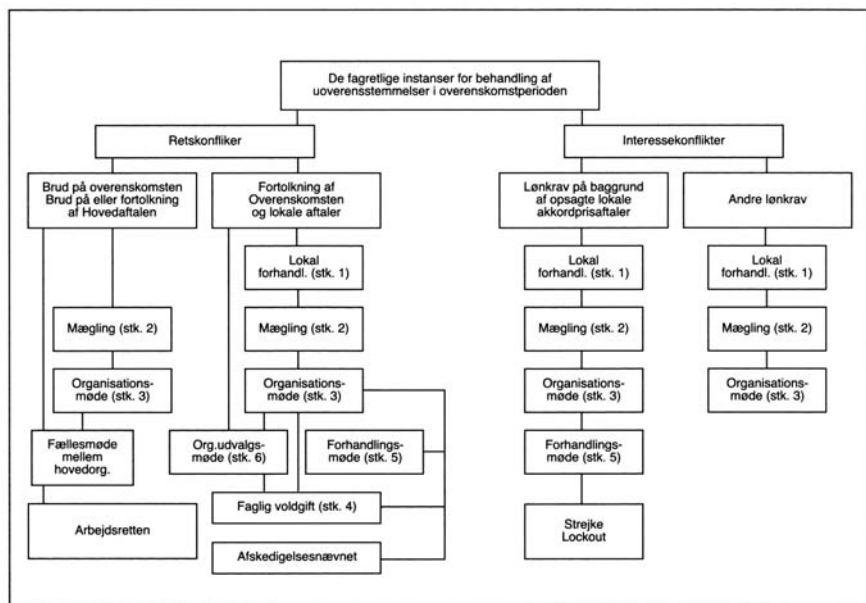 De fagretlige instanser for behandling af
uoverensstemmelser i overenskomstperioden
Retskonfliker
Interessekonflikter
Brud på overenskomsten
Brud på eller fortolkning
af Hovedaftalen
Fortolkning af
Overenskomsten
og lokale aftaler
Lønkrav på baggrund
af opsagte lokale
akkordprisaftaler
Andre lønkrav
Lokal
forhandl. (stk. 1)
Lokal
forhandl. (stk. 1)
Lokal
forhandl. (stk. 1)
Mægling (stk. 2)
Mægling (stk. 2)
Mægling (stk. 2)
Mægling (stk. 2)
Organisations-
møde (stk. 3)
Organisations-
møde (stk. 3)
Organisations-
møde (stk. 3)
Organisations-
møde (stk. 3)
Fællesmøde
mellem
hovedorg.
Org.udvalgs-
møde (stk. 6)
Forhandlings-
møde (stk. 5)
Forhandlings-
møde (stk. 5)
Faglig voldgift (stk. 4)
Arbejdsretten
Strejke
Lockout
Afskedigelsesnævnet